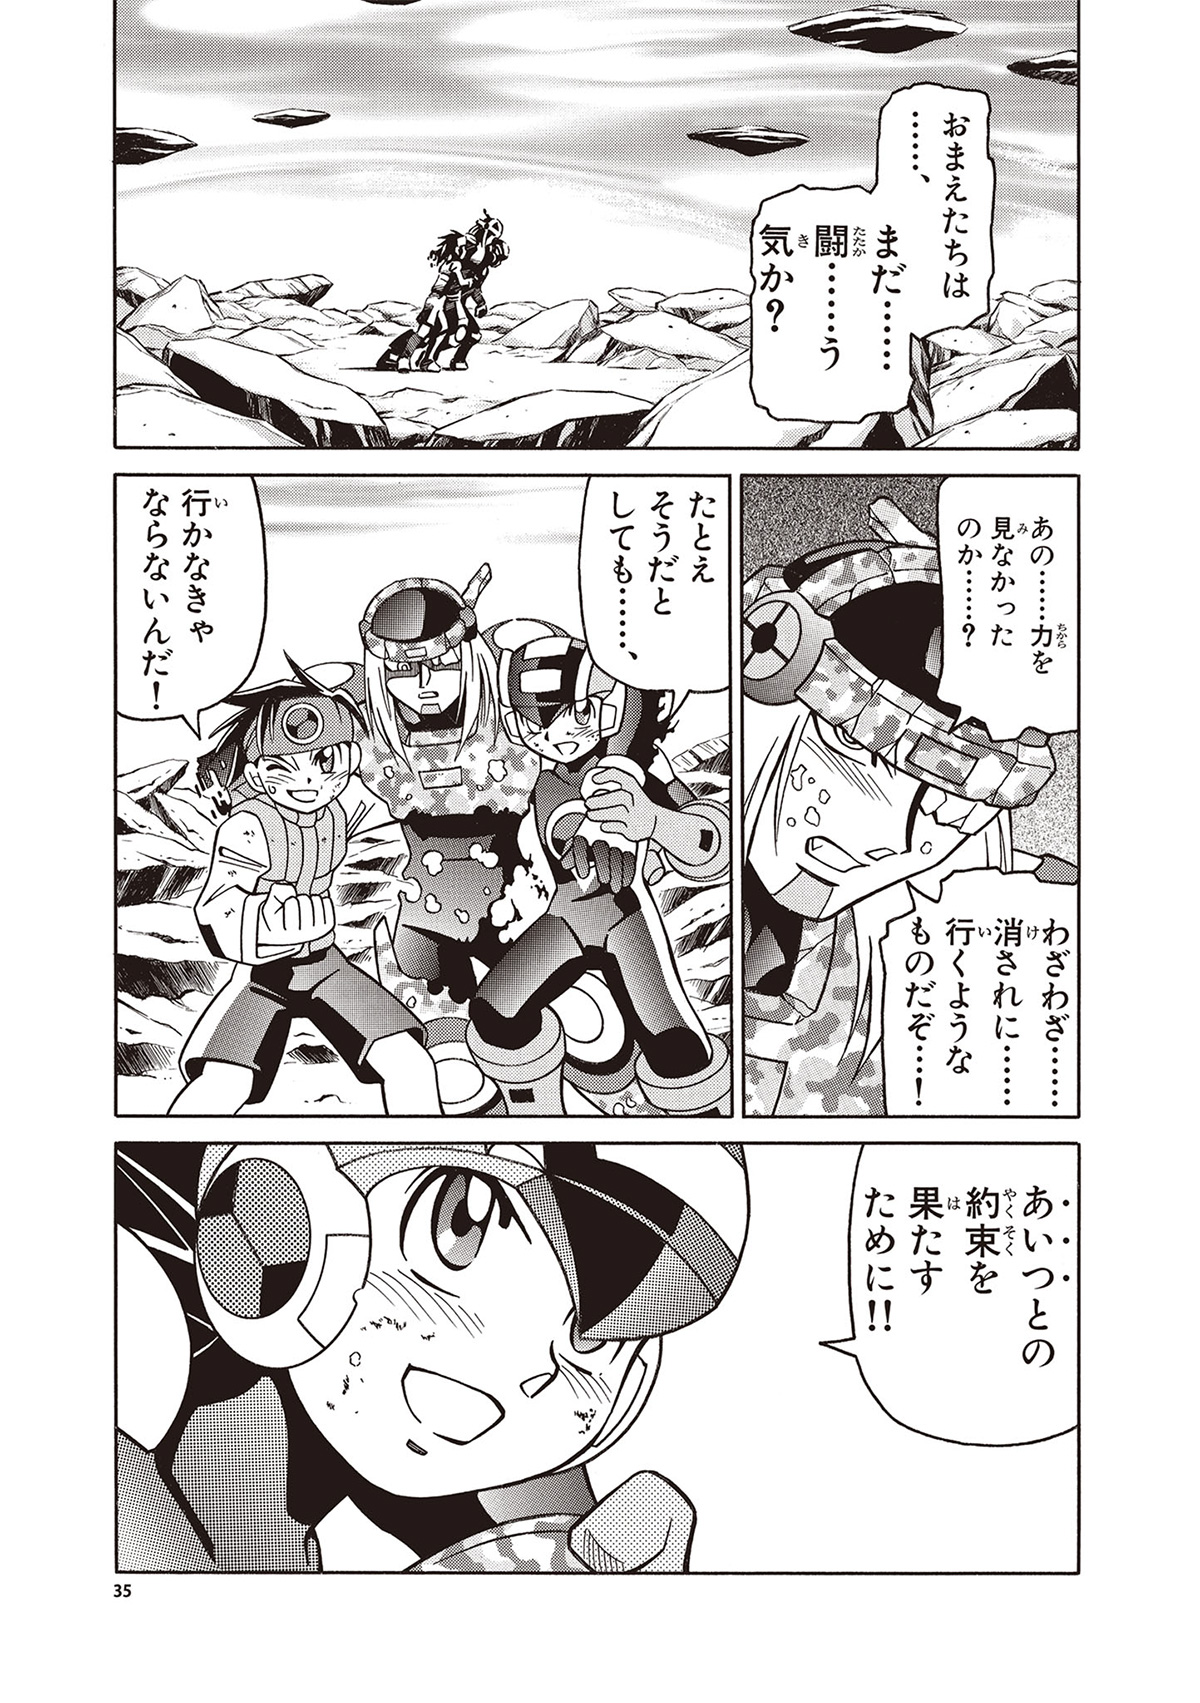 おまえたちは
……、
まだ……
闘………う
気か？
あの……力を
見なかった
のか……？
わざわざ……
消されに……
行くような
ものだぞ…！
たとえ
そうだと
しても……、
行かなきゃ
ならないんだ！
あいつとの
約束を
果たす
ために!!
35